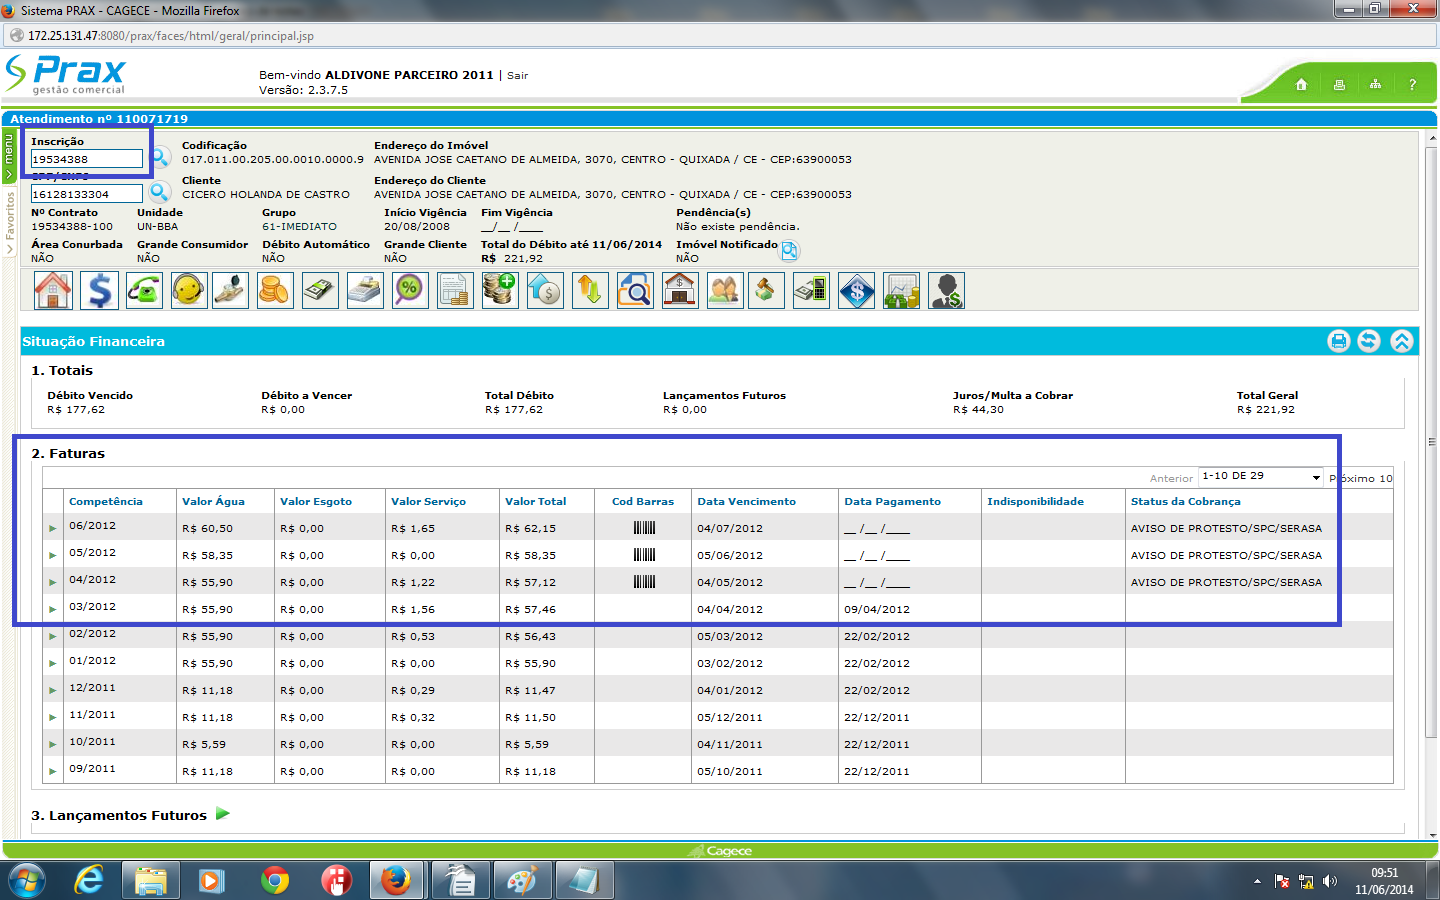 Sistema PRAX - CAGECE - Mozilla Firefox
172.25.131.47:8080/prax/faces/html/geral/principal.jsp
Prax
gestão comercial
Bem-vindo ALDIVONE PARCEIRO 2011 | Sair
Versão: 2.3.7.5
?
Atendimento nº 110071719
menu
Favoritos
Inscrição Codificação Endereço do Imóvel
19534388 017.011.00.205.00.0010.0000.9 AVENIDA JOSE CAETANO DE ALMEIDA, 3070, CENTRO - QUIXADA / CE - CEP:63900053
CPF/CNPJ Cliente Endereço do Cliente
16128133304 CICERO HOLANDA DE CASTRO AVENIDA JOSE CAETANO DE ALMEIDA, 3070, CENTRO - QUIXADA / CE - CEP:63900053
Nº Contrato Unidade Grupo Início Vigência Fim Vigência Pendência(s)
19534388-100 UN-BBA 61-IMEDIATO 20/08/2008 __/__ /____ Não existe pendência.
Área Conurbada Grande Consumidor Débito Automático Grande Cliente Total do Débito até 11/06/2014 Imóvel Notificado
NÃO NÃO NÃO NÃO R$ 221,92 NÃO
Situação Financeira
1. Totais
Débito Vencido Débito a Vencer Total Débito Lançamentos Futuros Juros/Multa a Cobrar Total Geral
R$ 177,62 R$ 0,00 R$ 177,62 R$ 0,00 R$ 44,30 R$ 221,92
2. Faturas
Anterior 1-10 DE 29 Próximo 10
Competência Valor Água Valor Esgoto Valor Serviço Valor Total Cod Barras Data Vencimento Data Pagamento Indisponibilidade Status da Cobrança
06/2012 R$ 60,50 R$ 0,00 R$ 1,65 R$ 62,15 04/07/2012 __ /__ /____ AVISO DE PROTESTO/SPC/SERASA
05/2012 R$ 58,35 R$ 0,00 R$ 0,00 R$ 58,35 05/06/2012 __ /__ /____ AVISO DE PROTESTO/SPC/SERASA
04/2012 R$ 55,90 R$ 0,00 R$ 1,22 R$ 57,12 04/05/2012 __ /__ /____ AVISO DE PROTESTO/SPC/SERASA
03/2012 R$ 55,90 R$ 0,00 R$ 1,56 R$ 57,46 04/04/2012 09/04/2012
02/2012 R$ 55,90 R$ 0,00 R$ 0,53 R$ 56,43 05/03/2012 22/02/2012
01/2012 R$ 55,90 R$ 0,00 R$ 0,00 R$ 55,90 03/02/2012 22/02/2012
12/2011 R$ 11,18 R$ 0,00 R$ 0,29 R$ 11,47 04/01/2012 22/02/2012
11/2011 R$ 11,18 R$ 0,00 R$ 0,32 R$ 11,50 05/12/2011 22/12/2011
10/2011 R$ 5,59 R$ 0,00 R$ 0,00 R$ 5,59 04/11/2011 22/12/2011
09/2011 R$ 11,18 R$ 0,00 R$ 0,00 R$ 11,18 05/10/2011 22/12/2011
3. Lançamentos Futuros
Cagece
09:51
11/06/2014